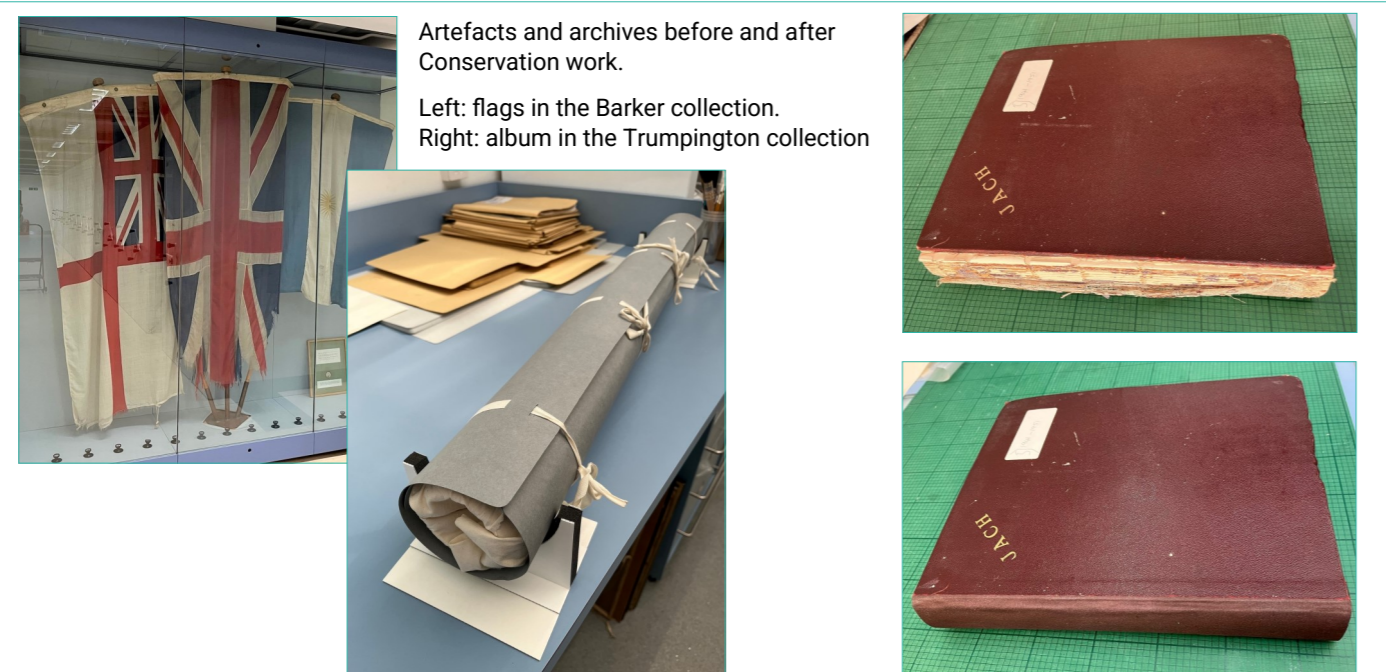 Artefacts and archives before and after
Conservation work.
Left: flags in the Barker collection.
Right: album in the Trumpington collection
JACH
JACH